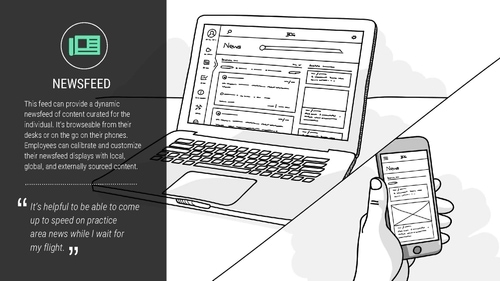 NEWSFEED
This feed can provide a dynamic
newsfeed of content curated for the
individual. It's browseable from their
desks or on the go on their phones.
Employees can calibrate and customize
their newsfeed displays with local,
global, and externally sourced content.
“ It's helpful to be able to come
up to speed on practice
area news while I wait for
my flight. ”
News